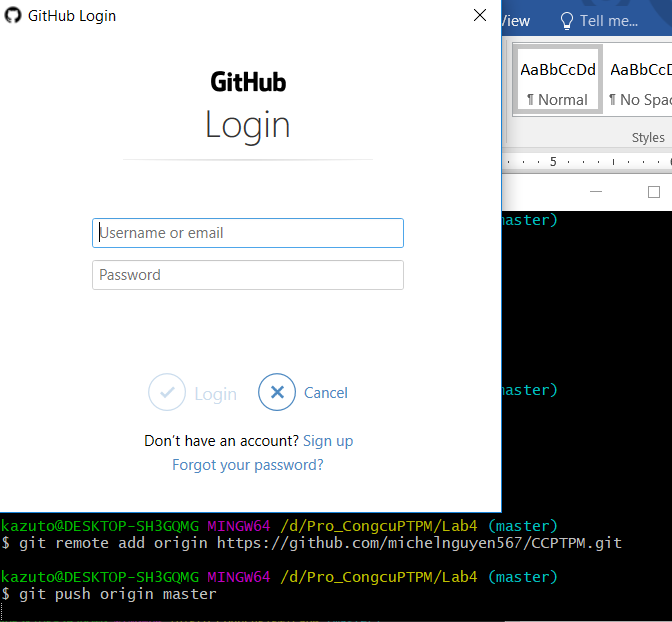 GitHub Login
View
Tell me...
GitHub
Login
AaBbCcDd
¶ Normal
¶ No Spac
Styles
5
Username or email
Password
Login
Cancel
Don't have an account? Sign up
Forgot your password?
master)
master)
kazuto@DESKTOP-SH3GQMG MINGW64 /d/Pro_CongcuPTPM/Lab4 (master)
$ git remote add origin https://github.com/michelnguyen567/CCPTPM.git
kazuto@DESKTOP-SH3GQMG MINGW64 /d/Pro_CongcuPTPM/Lab4 (master)
$ git push origin master